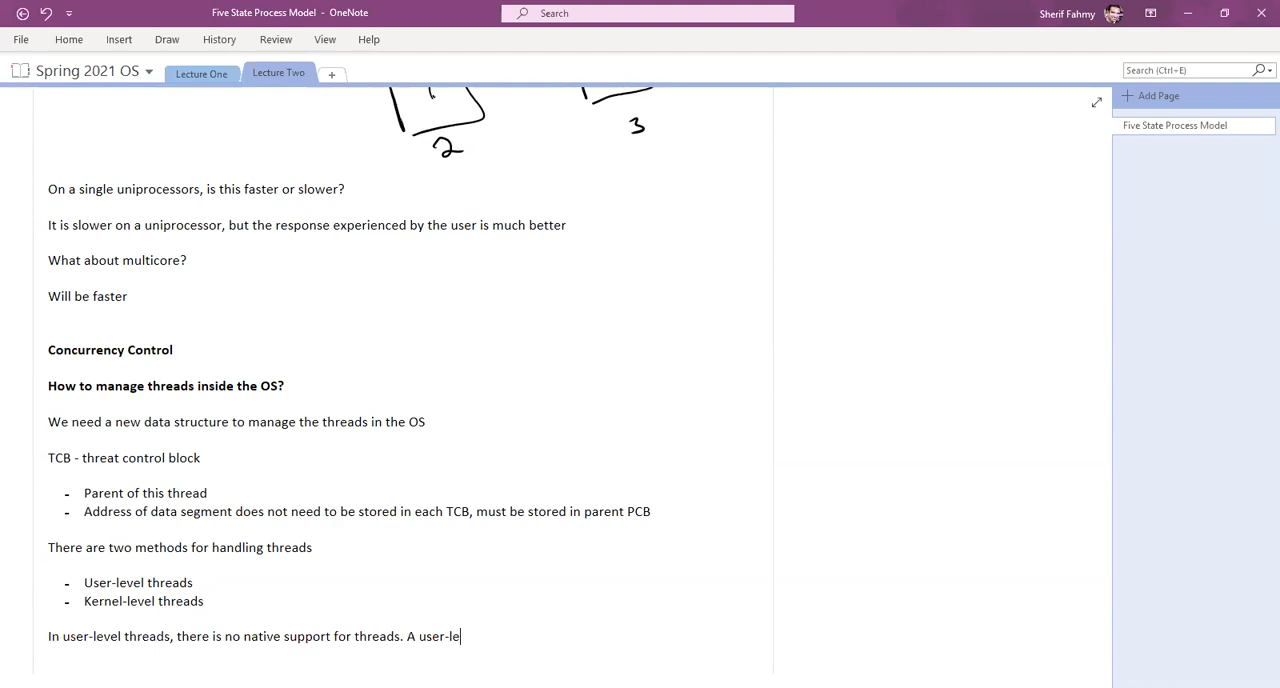 Five State Process Model - OneNote
Search
Sherif Fahmy
File Home Insert Draw History Review View Help
Spring 2021 OS
Lecture One
Lecture Two
+
Search (Ctrl+E)
Add Page
Five State Process Model
2
3
On a single uniprocessors, is this faster or slower?
It is slower on a uniprocessor, but the response experienced by the user is much better
What about multicore?
Will be faster
Concurrency Control
How to manage threads inside the OS?
We need a new data structure to manage the threads in the OS
TCB - threat control block
- Parent of this thread
- Address of data segment does not need to be stored in each TCB, must be stored in parent PCB
There are two methods for handling threads
- User-level threads
- Kernel-level threads
In user-level threads, there is no native support for threads. A user-le